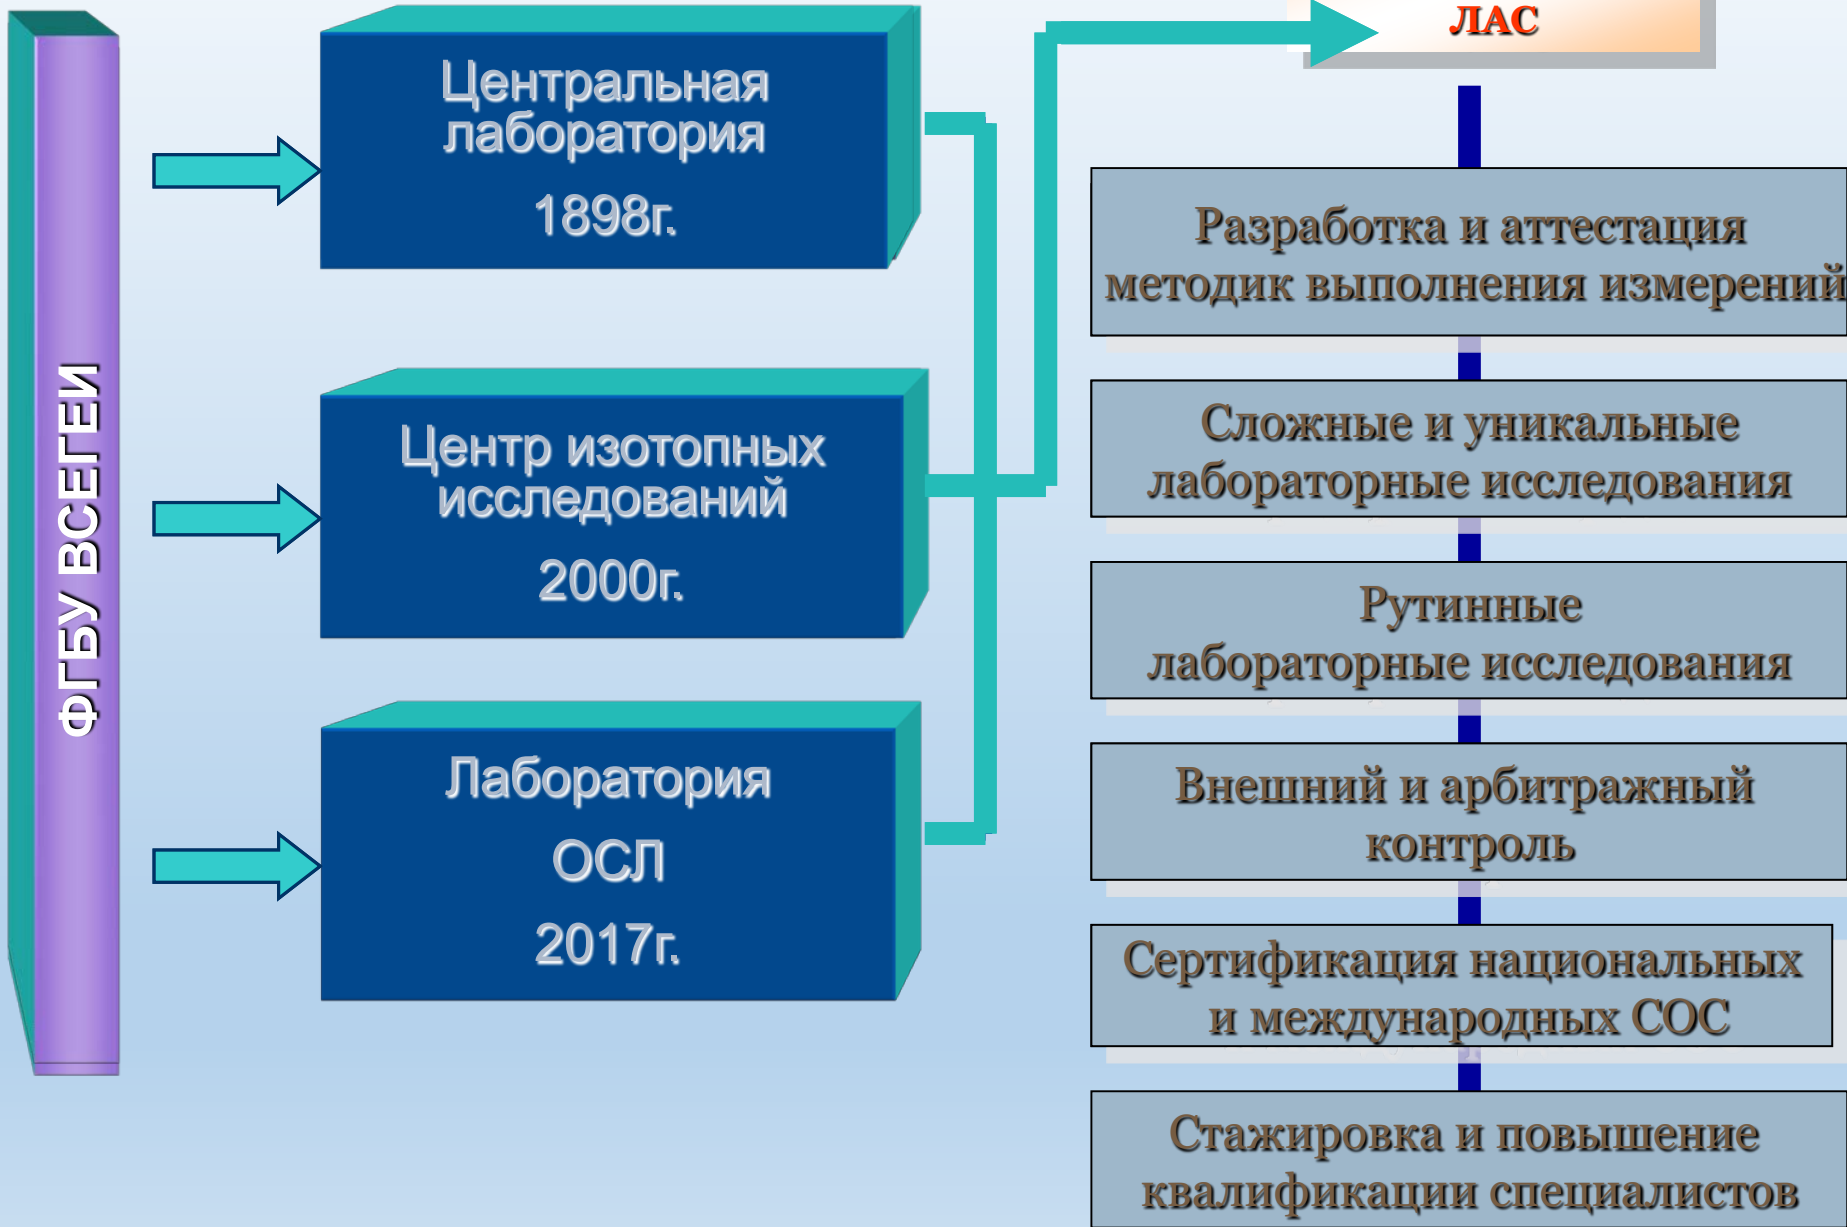 ФГБУ ВСЕГЕИ
Центральная
лаборатория
1898г.
Центр изотопных
исследований
2000г.
Лаборатория
ОСЛ
2017г.
ЛАС
Разработка и аттестация
методик выполнения измерений
Сложные и уникальные
лабораторные исследования
Рутинные
лабораторные исследования
Внешний и арбитражный
контроль
Сертификация национальных
и международных СОС
Стажировка и повышение
квалификации специалистов